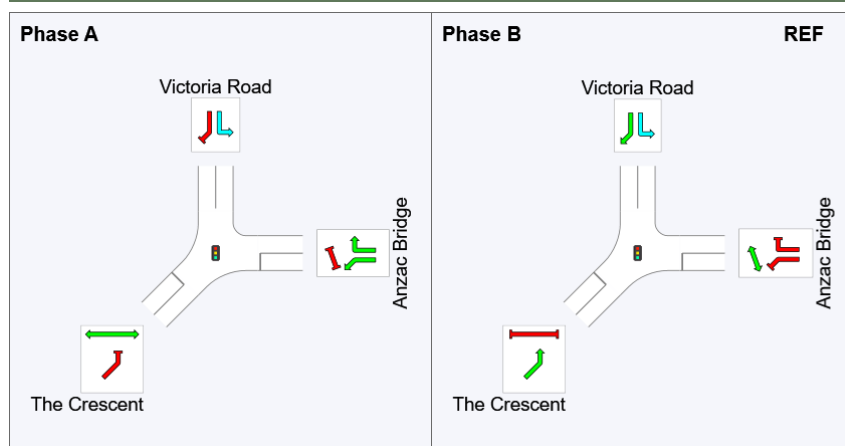 Phase A
Victoria Road
Anzac Bridge
The Crescent
Phase B
REF
Victoria Road
Anzac Bridge
The Crescent